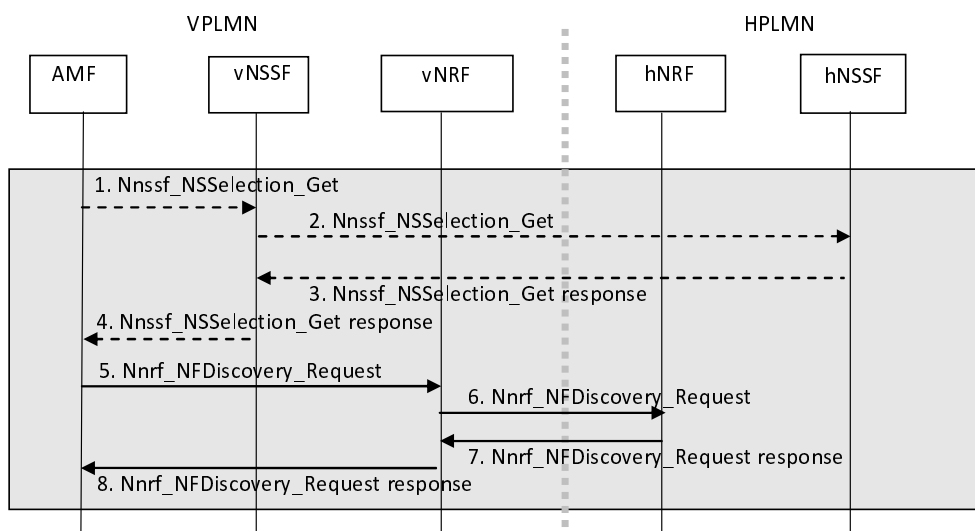 VPLMN
HPLMN
AMF
vNSSF
vNRF
hNRF
hNSSF
1. Nnssf_NSSelection_Get
2. Nnssf_NSSelection_Get
3. Nnssf_NSSelection_Get response
4. Nnssf_NSSelection_Get response
5. Nnrf_NFDiscovery_Request
6. Nnrf_NFDiscovery_Request
7. Nnrf_NFDiscovery_Request response
8. Nnrf_NFDiscovery_Request response